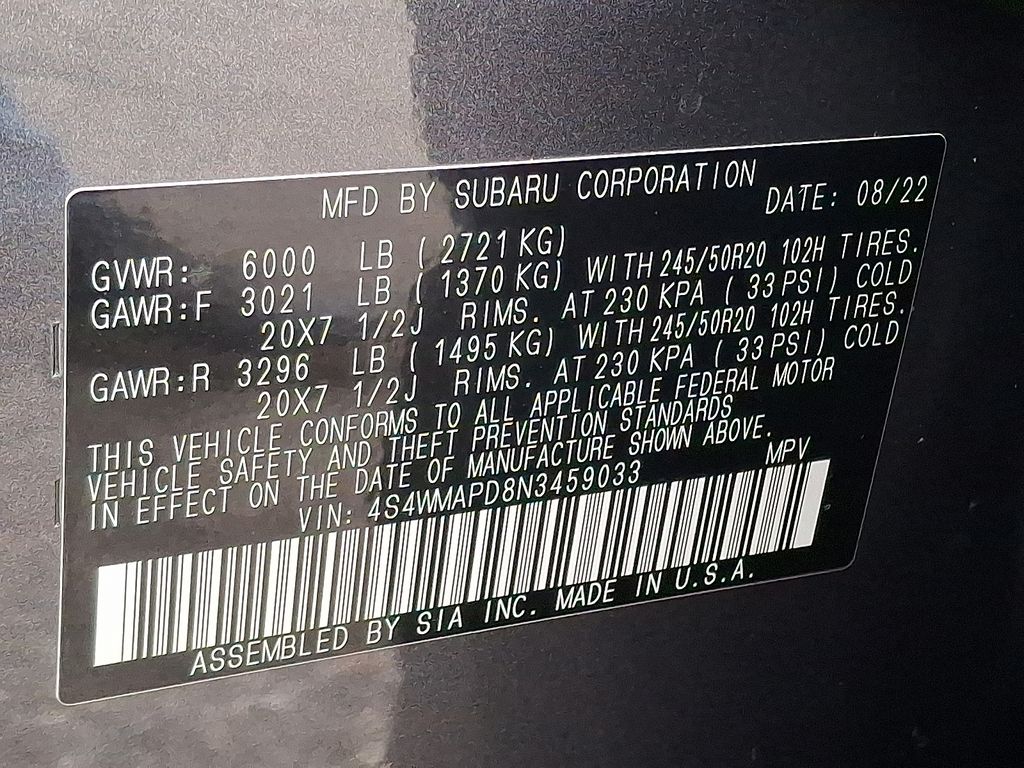 MFD BY SUBARU CORPORATION DATE: 08/22
GVWR: 6000 LB ( 2721 KG)
GAWR:F 3021 LB ( 1370 KG) WITH 245/50R20 102H TIRES.
20X7 1/2J RIMS. AT 230 KPA ( 33 PSI) COLD
GAWR:R 3296 LB ( 1495 KG) WITH 245/50R20 102H TIRES.
20X7 1/2J RIMS. AT 230 KPA ( 33 PSI) COLD
THIS VEHICLE CONFORMS TO ALL APPLICABLE FEDERAL MOTOR
VEHICLE SAFETY AND THEFT PREVENTION STANDARDS
IN EFFECT ON THE DATE OF MANUFACTURE SHOWN ABOVE.
VIN: 4S4WMAPD8N3459033 MPV
ASSEMBLED BY SIA INC. MADE IN U.S.A.